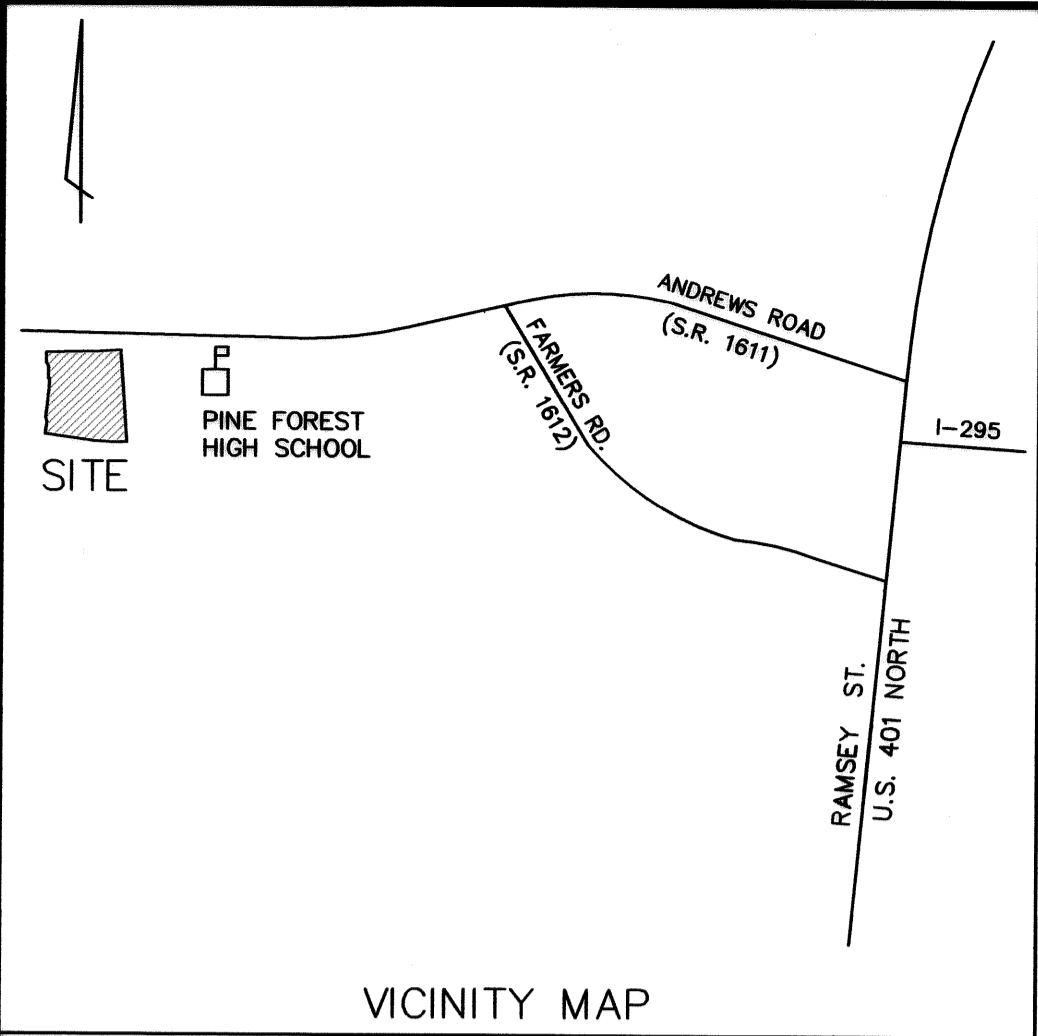 ANDREWS ROAD
(S.R. 1611)
FARMERS RD.
(S.R. 1612)
I-295
PINE FOREST
HIGH SCHOOL
SITE
RAMSEY ST.
U.S. 401 NORTH
VICINITY MAP